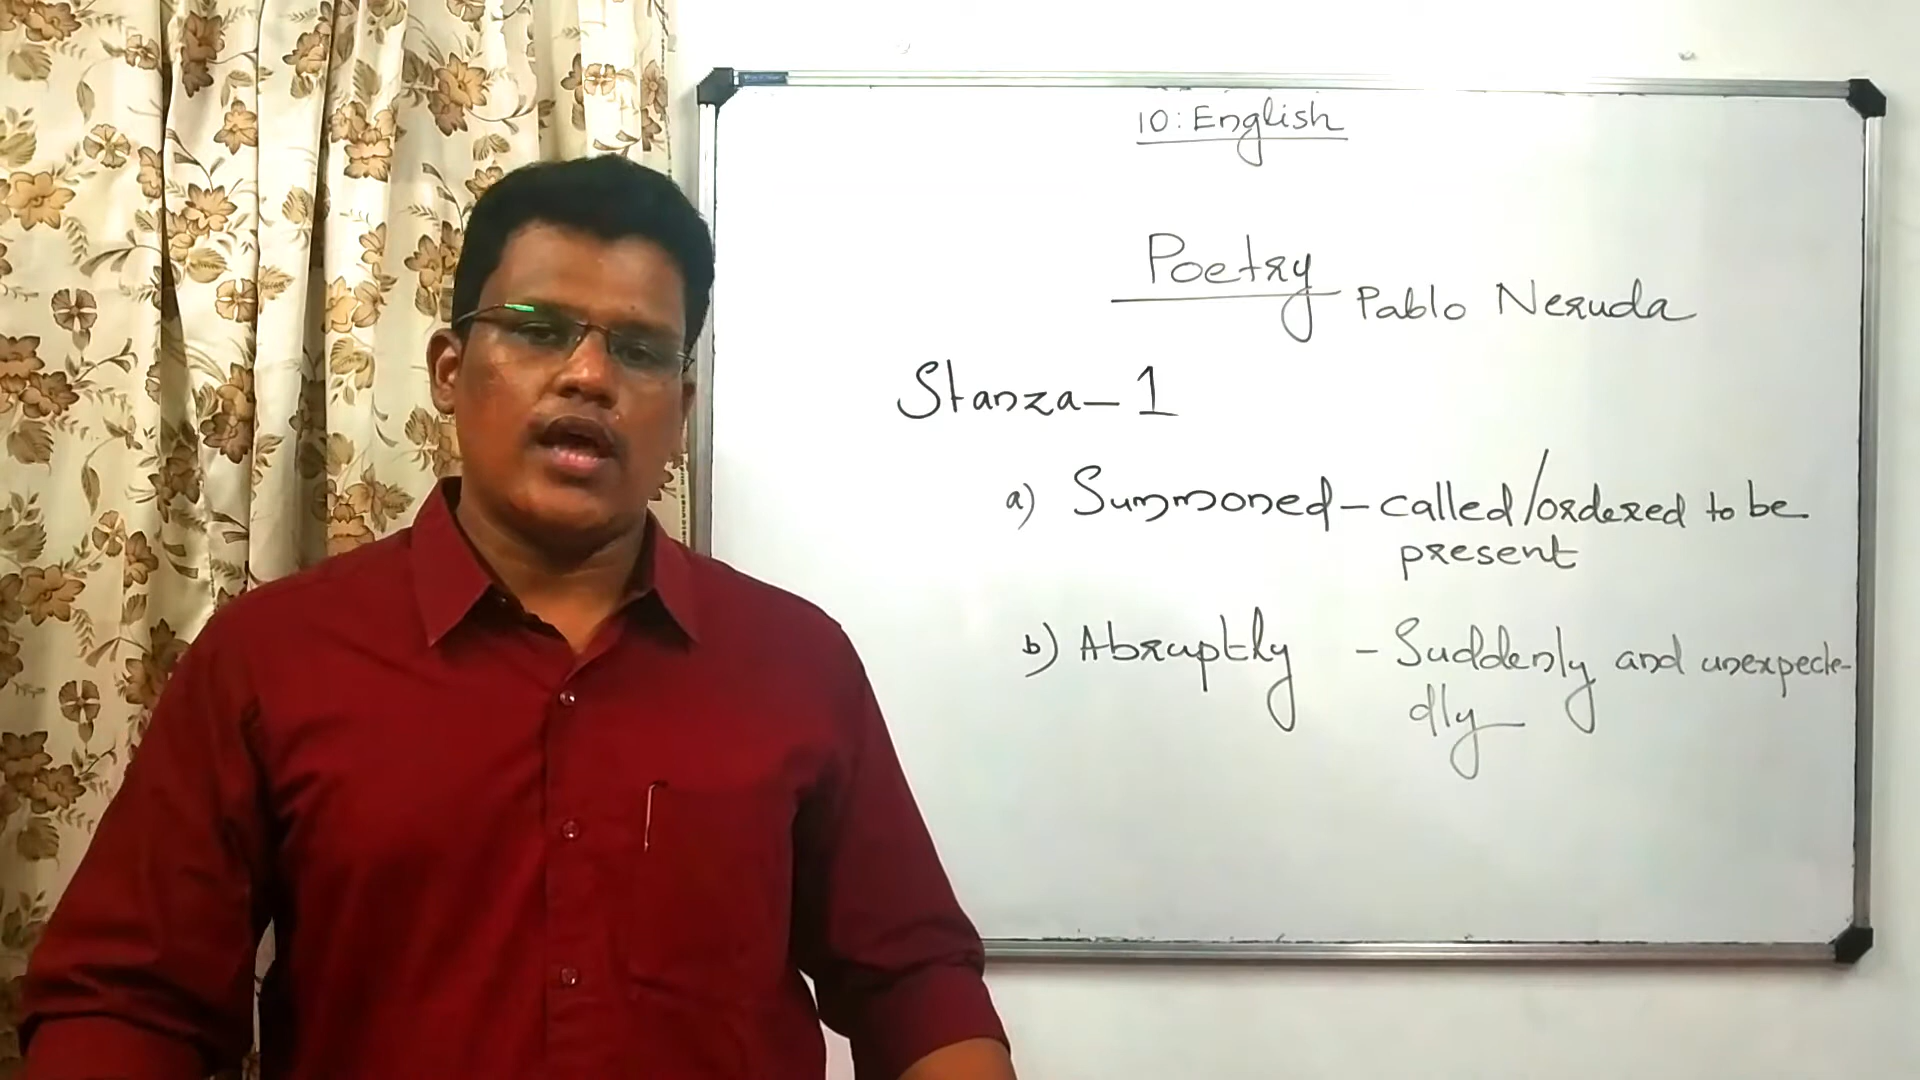 10: English
Poetry
Pablo Neruda
Stanza - 1
a) Summoned - called/ordered to be
present
b) Abruptly - Suddenly and unexpecte-
dly